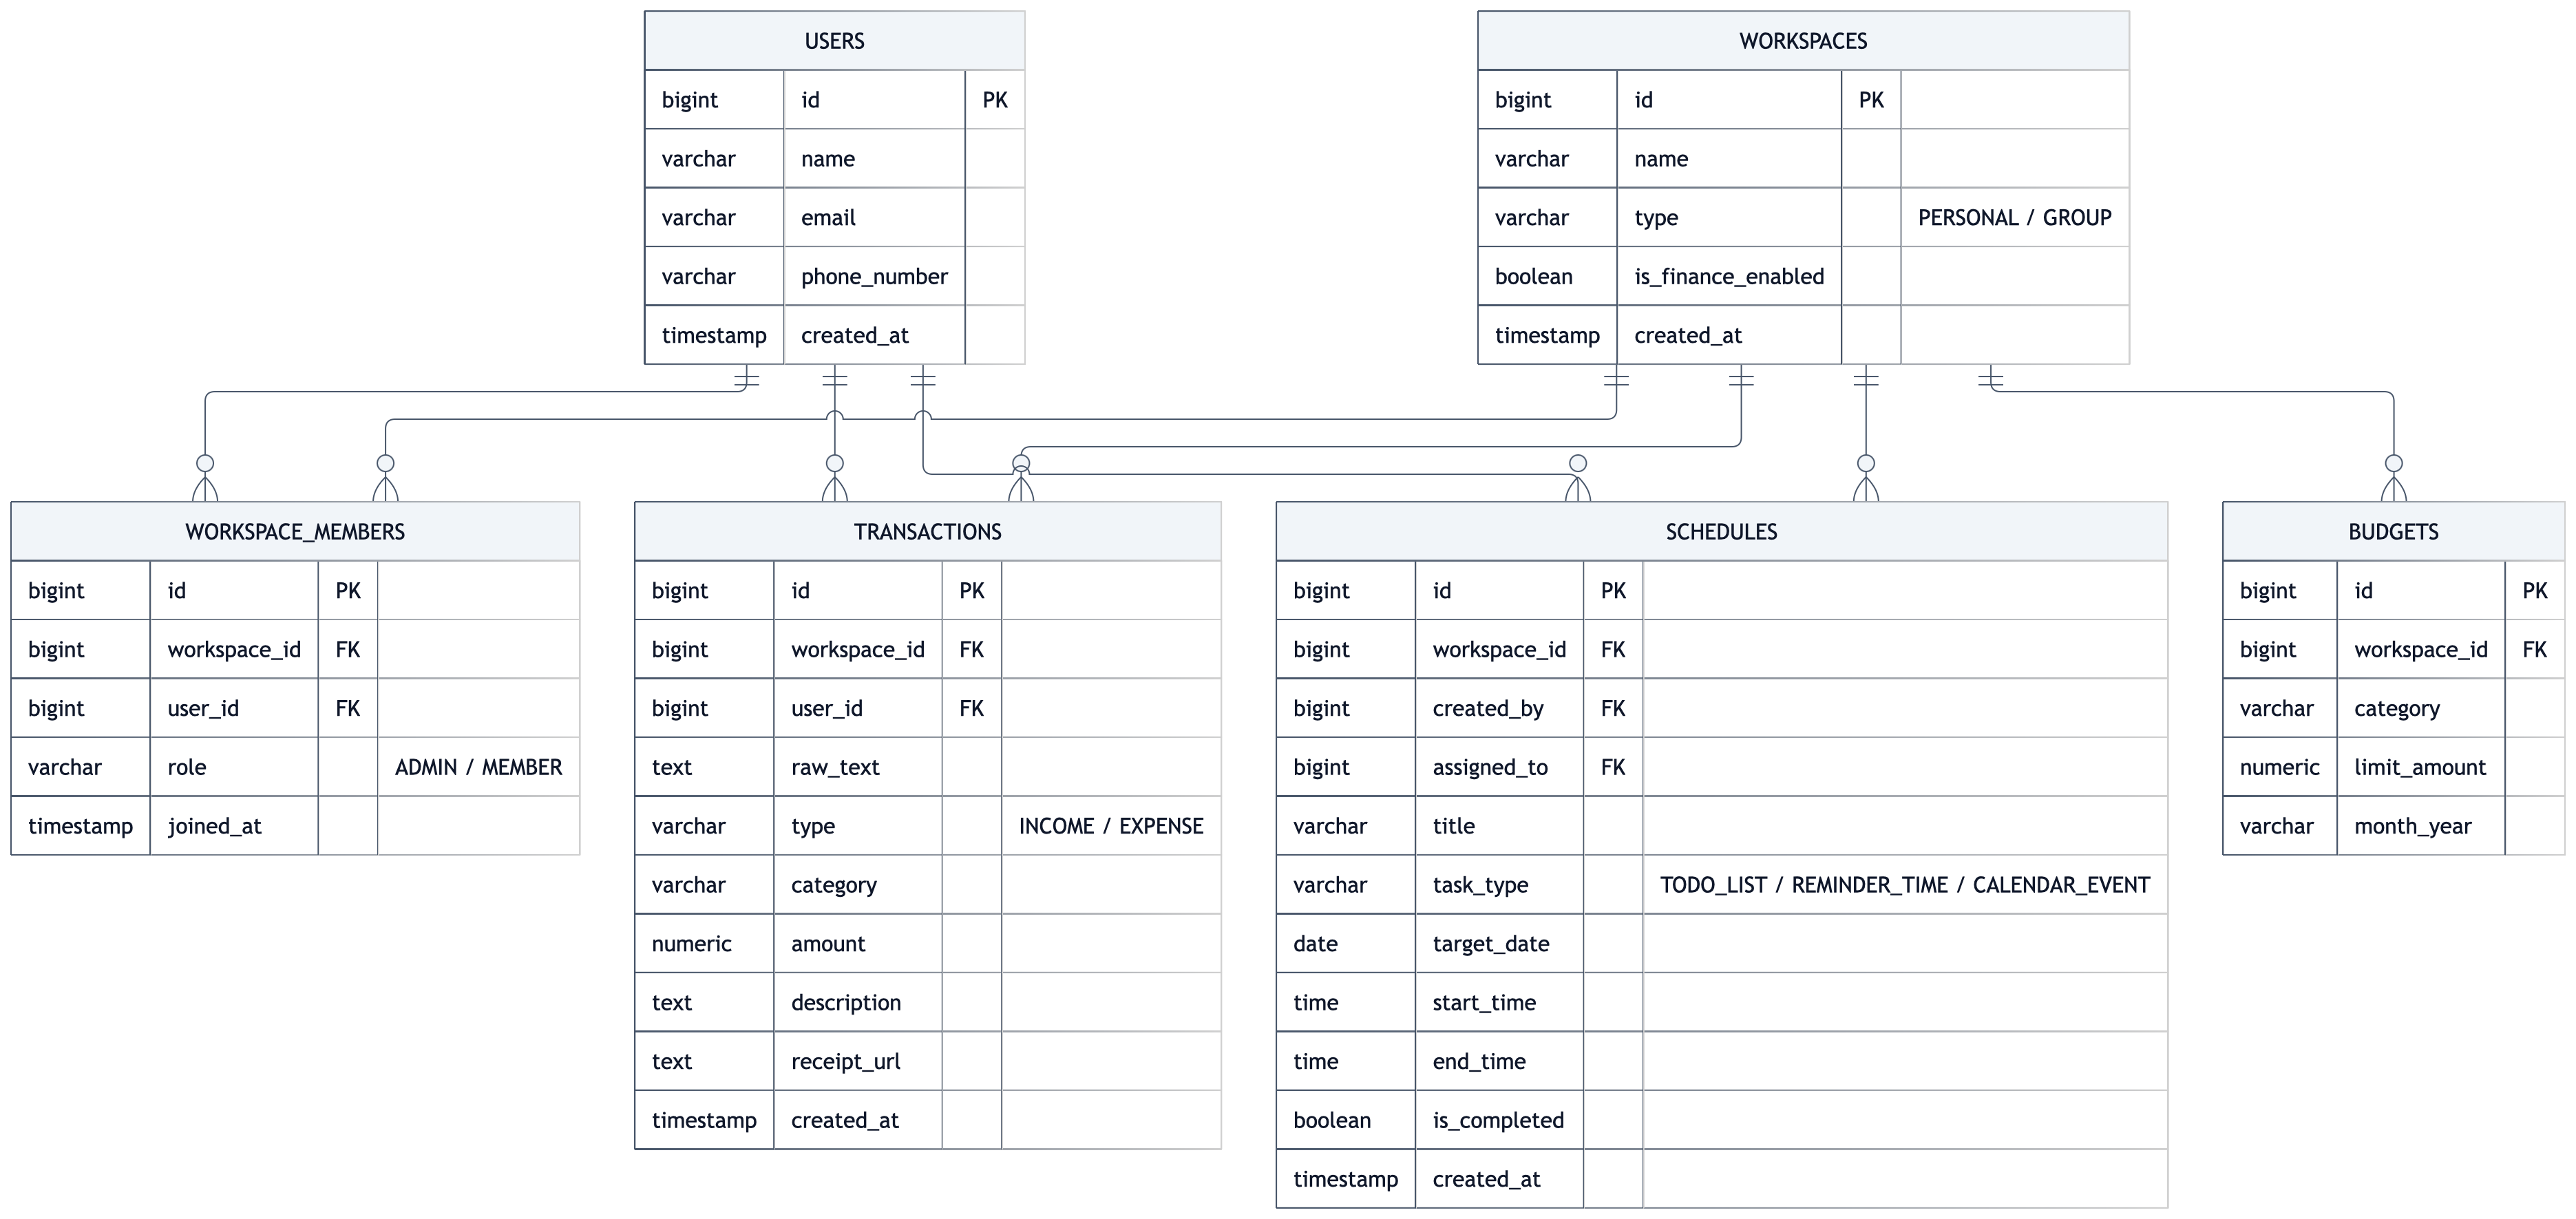 USERS
bigint id PK
varchar name
varchar email
varchar phone_number
timestamp created_at
WORKSPACES
bigint id PK
varchar name
varchar type PERSONAL / GROUP
boolean is_finance_enabled
timestamp created_at
WORKSPACE_MEMBERS
bigint id PK
bigint workspace_id FK
bigint user_id FK
varchar role ADMIN / MEMBER
timestamp joined_at
TRANSACTIONS
bigint id PK
bigint workspace_id FK
bigint user_id FK
text raw_text
varchar type INCOME / EXPENSE
varchar category
numeric amount
text description
text receipt_url
timestamp created_at
SCHEDULES
bigint id PK
bigint workspace_id FK
bigint created_by FK
bigint assigned_to FK
varchar title
varchar task_type TODO_LIST / REMINDER_TIME / CALENDAR_EVENT
date target_date
time start_time
time end_time
boolean is_completed
timestamp created_at
BUDGETS
bigint id PK
bigint workspace_id FK
varchar category
numeric limit_amount
varchar month_year